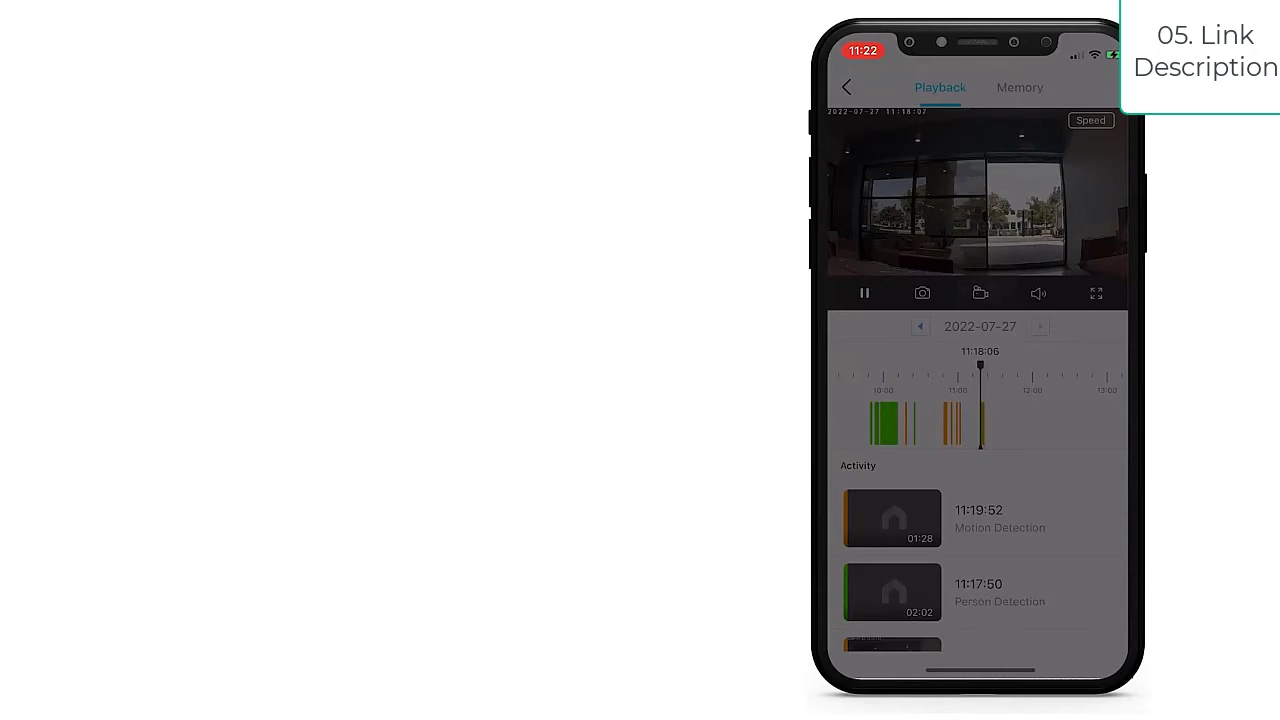 05. Link
Description
11:22
Playback
Memory
2022-07-27 11:18:07
Speed
2022-07-27
11:18:06
10:00
11:00
12:00
13:00
Activity
11:19:52
Motion Detection
01:28
11:17:50
Person Detection
02:02